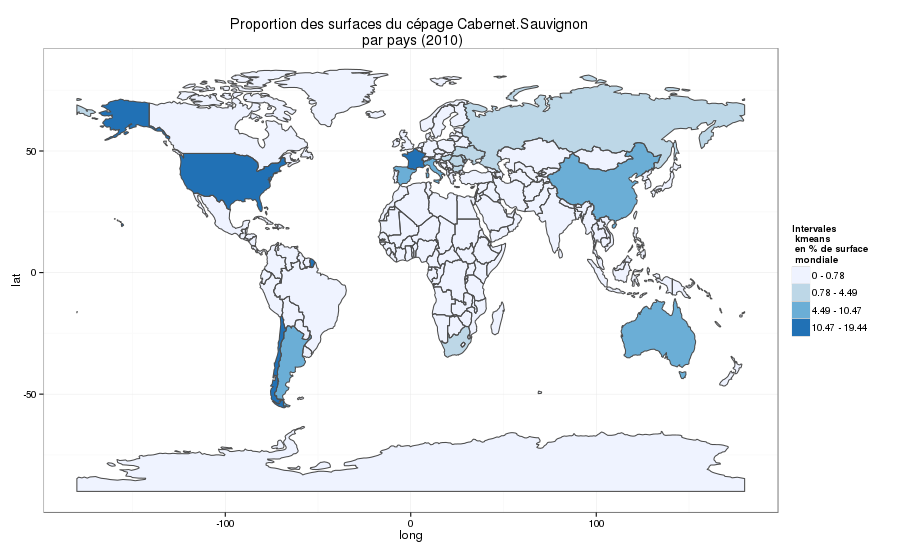 Proportion des surfaces du cépage Cabernet.Sauvignon
par pays (2010)
50
0
-50
lat
-100
0
100
long
Intervales
kmeans
en % de surface
mondiale
0 - 0.78
0.78 - 4.49
4.49 - 10.47
10.47 - 19.44